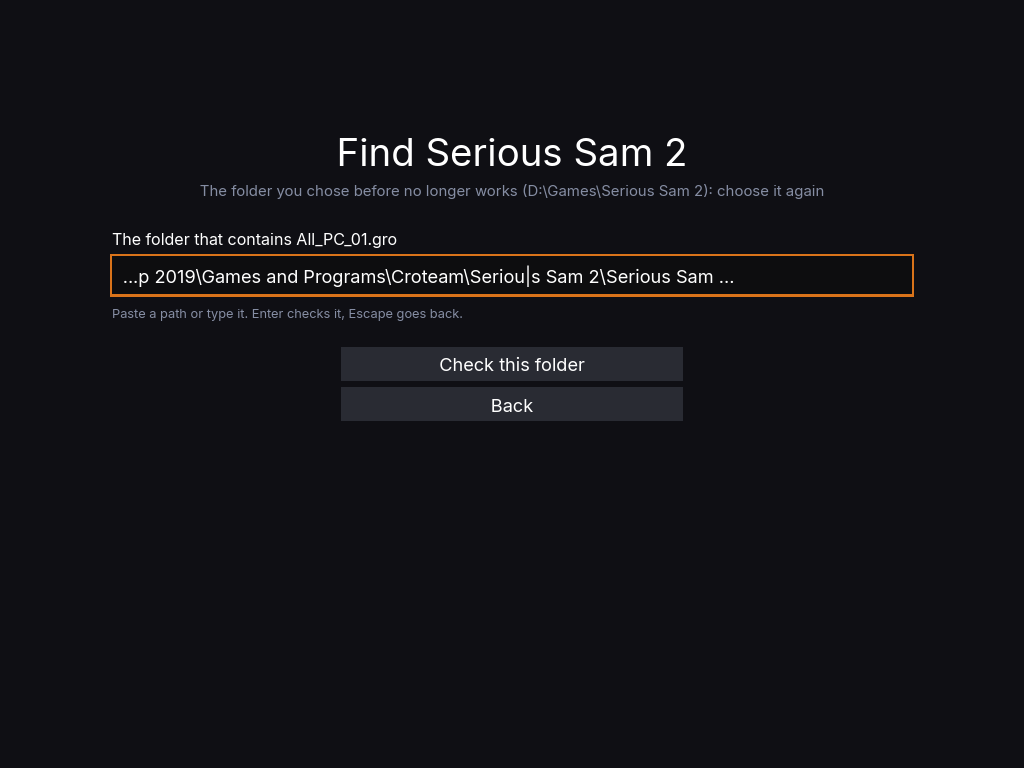 Find Serious Sam 2
The folder you chose before no longer works (D:\Games\Serious Sam 2): choose it again
The folder that contains All_PC_01.gro
...p 2019\Games and Programs\Croteam\Seriou|s Sam 2\Serious Sam ...
Paste a path or type it. Enter checks it, Escape goes back.
Check this folder
Back